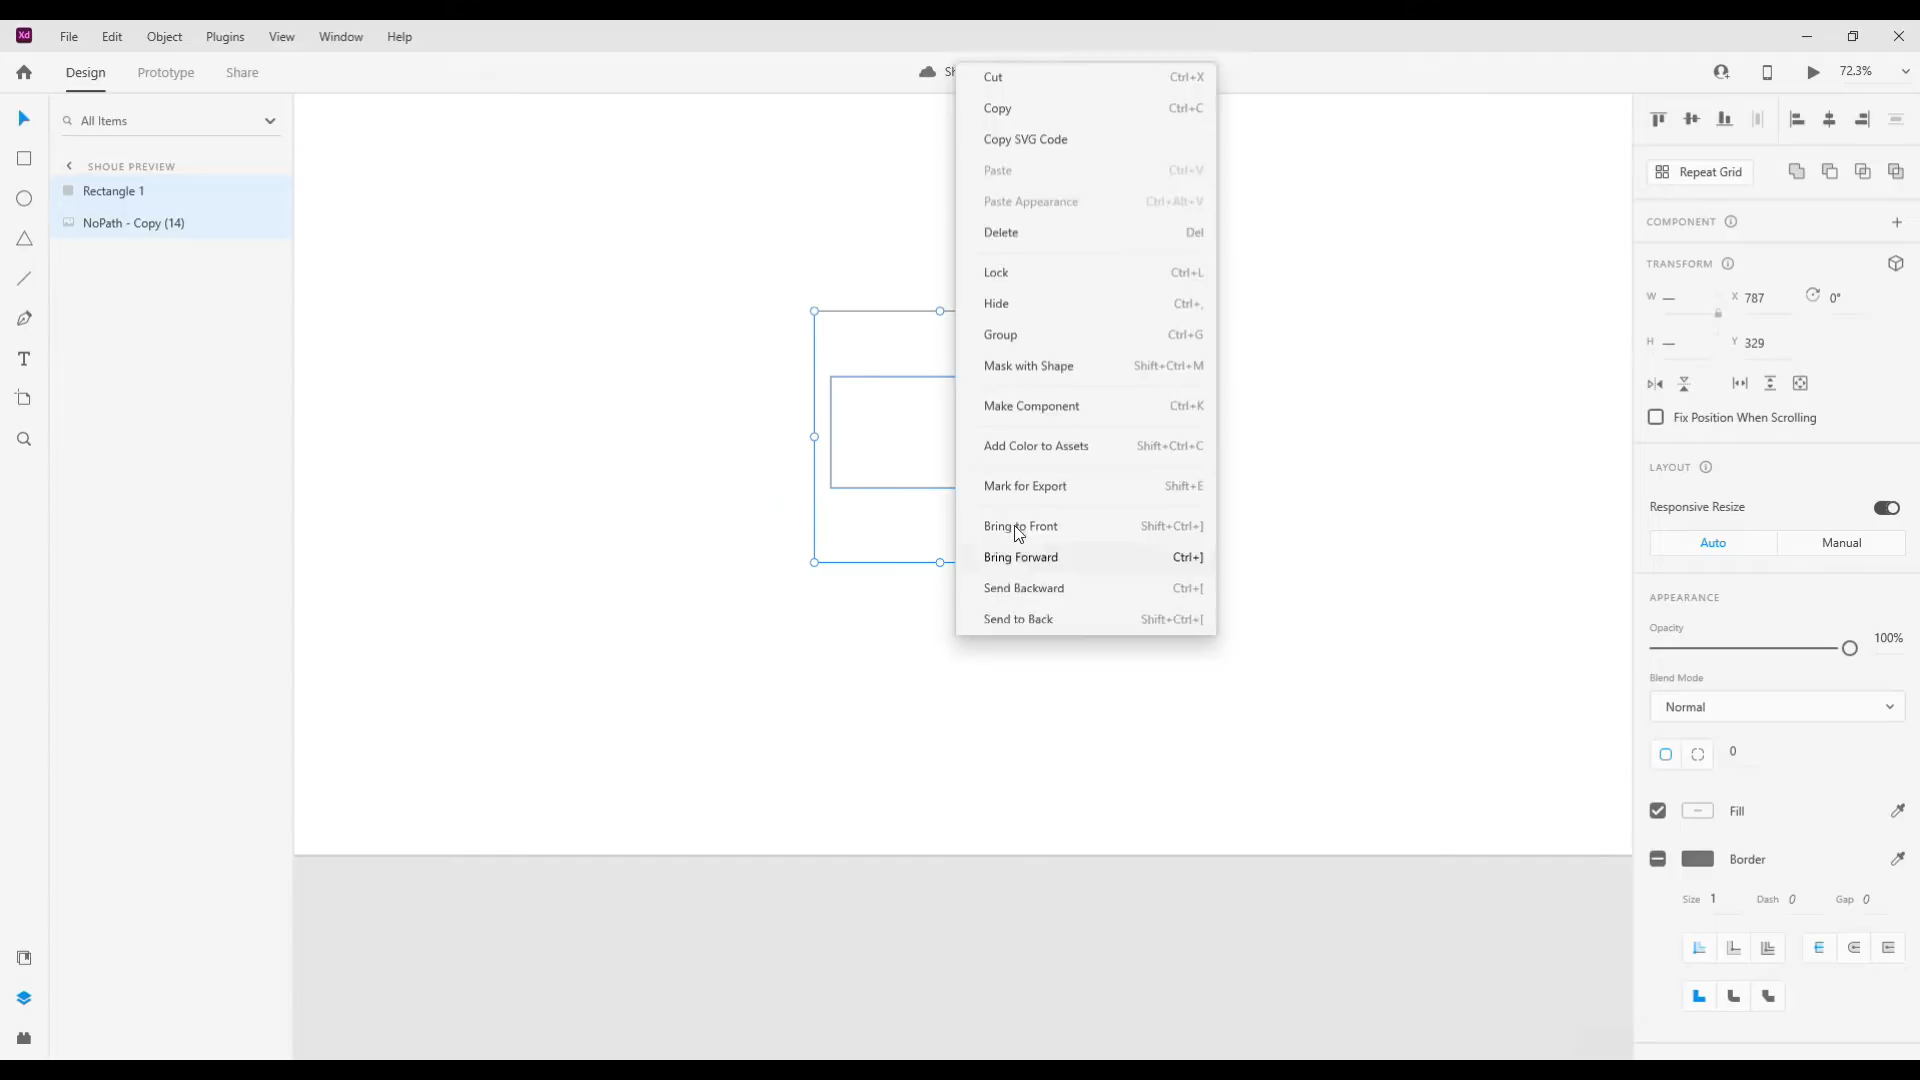 Xd File Edit Object Plugins View Window Help
Design Prototype Share
Sh
72.3%
All Items
SHOUE PREVIEW
Rectangle 1
NoPath - Copy (14)
Cut Ctrl+X
Copy Ctrl+C
Copy SVG Code
Paste Ctrl+V
Paste Appearance Ctrl+Alt+V
Delete Del
Lock Ctrl+L
Hide Ctrl+,
Group Ctrl+G
Mask with Shape Shift+Ctrl+M
Make Component Ctrl+K
Add Color to Assets Shift+Ctrl+C
Mark for Export Shift+E
Bring to Front Shift+Ctrl+]
Bring Forward Ctrl+]
Send Backward Ctrl+[
Send to Back Shift+Ctrl+[
Repeat Grid
COMPONENT
TRANSFORM
W — X 787 0°
H — Y 329
Fix Position When Scrolling
LAYOUT
Responsive Resize
Auto Manual
APPEARANCE
Opacity
100%
Blend Mode
Normal
0
Fill
Border
Size 1 Dash 0 Gap 0